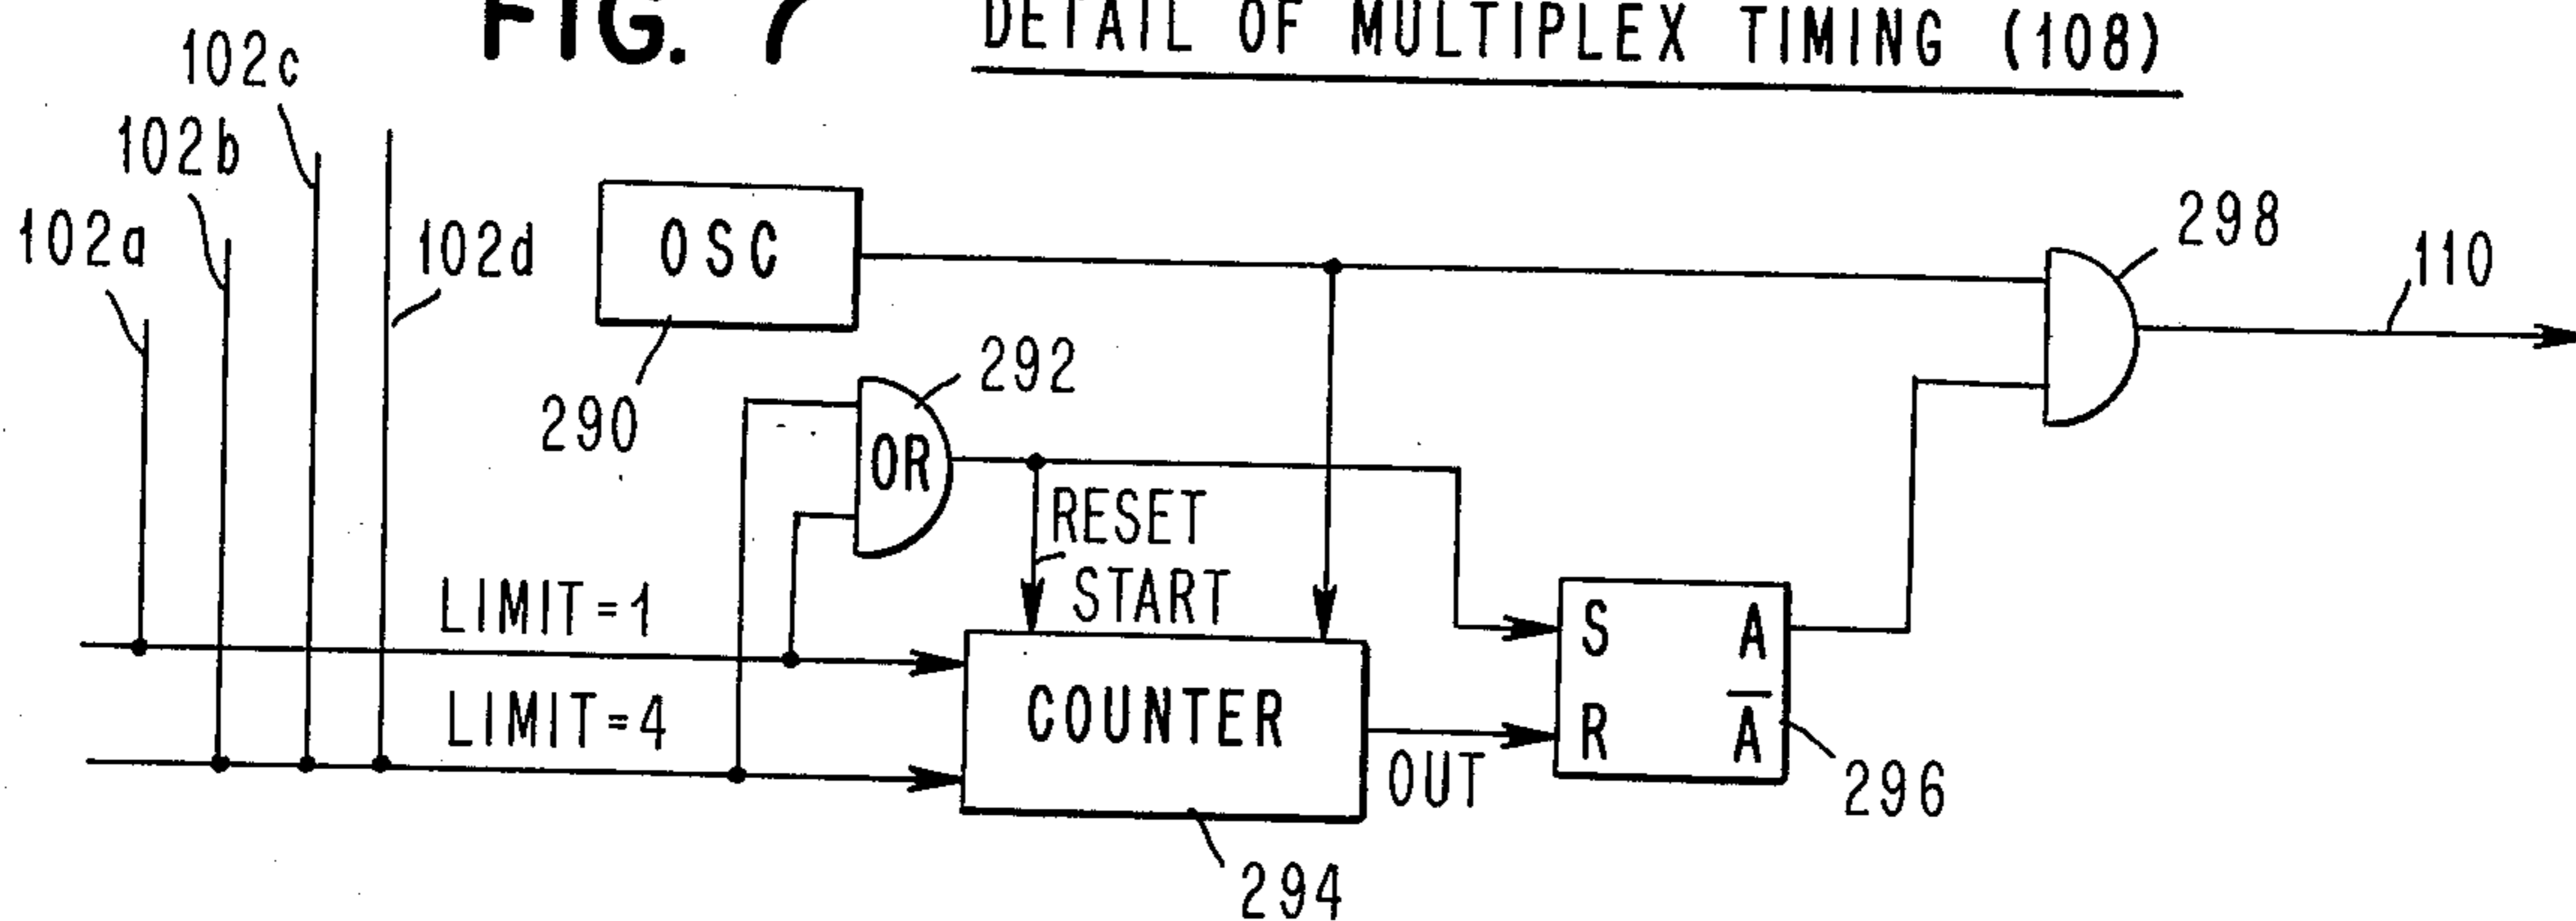 FIG. 7 DETAIL OF MULTIPLEX TIMING (108)
102c
102b
102a
102d
OSC
290
298
110
292
OR
RESET
START
LIMIT=1
LIMIT=4
COUNTER
OUT
S A
R A̅
296
294